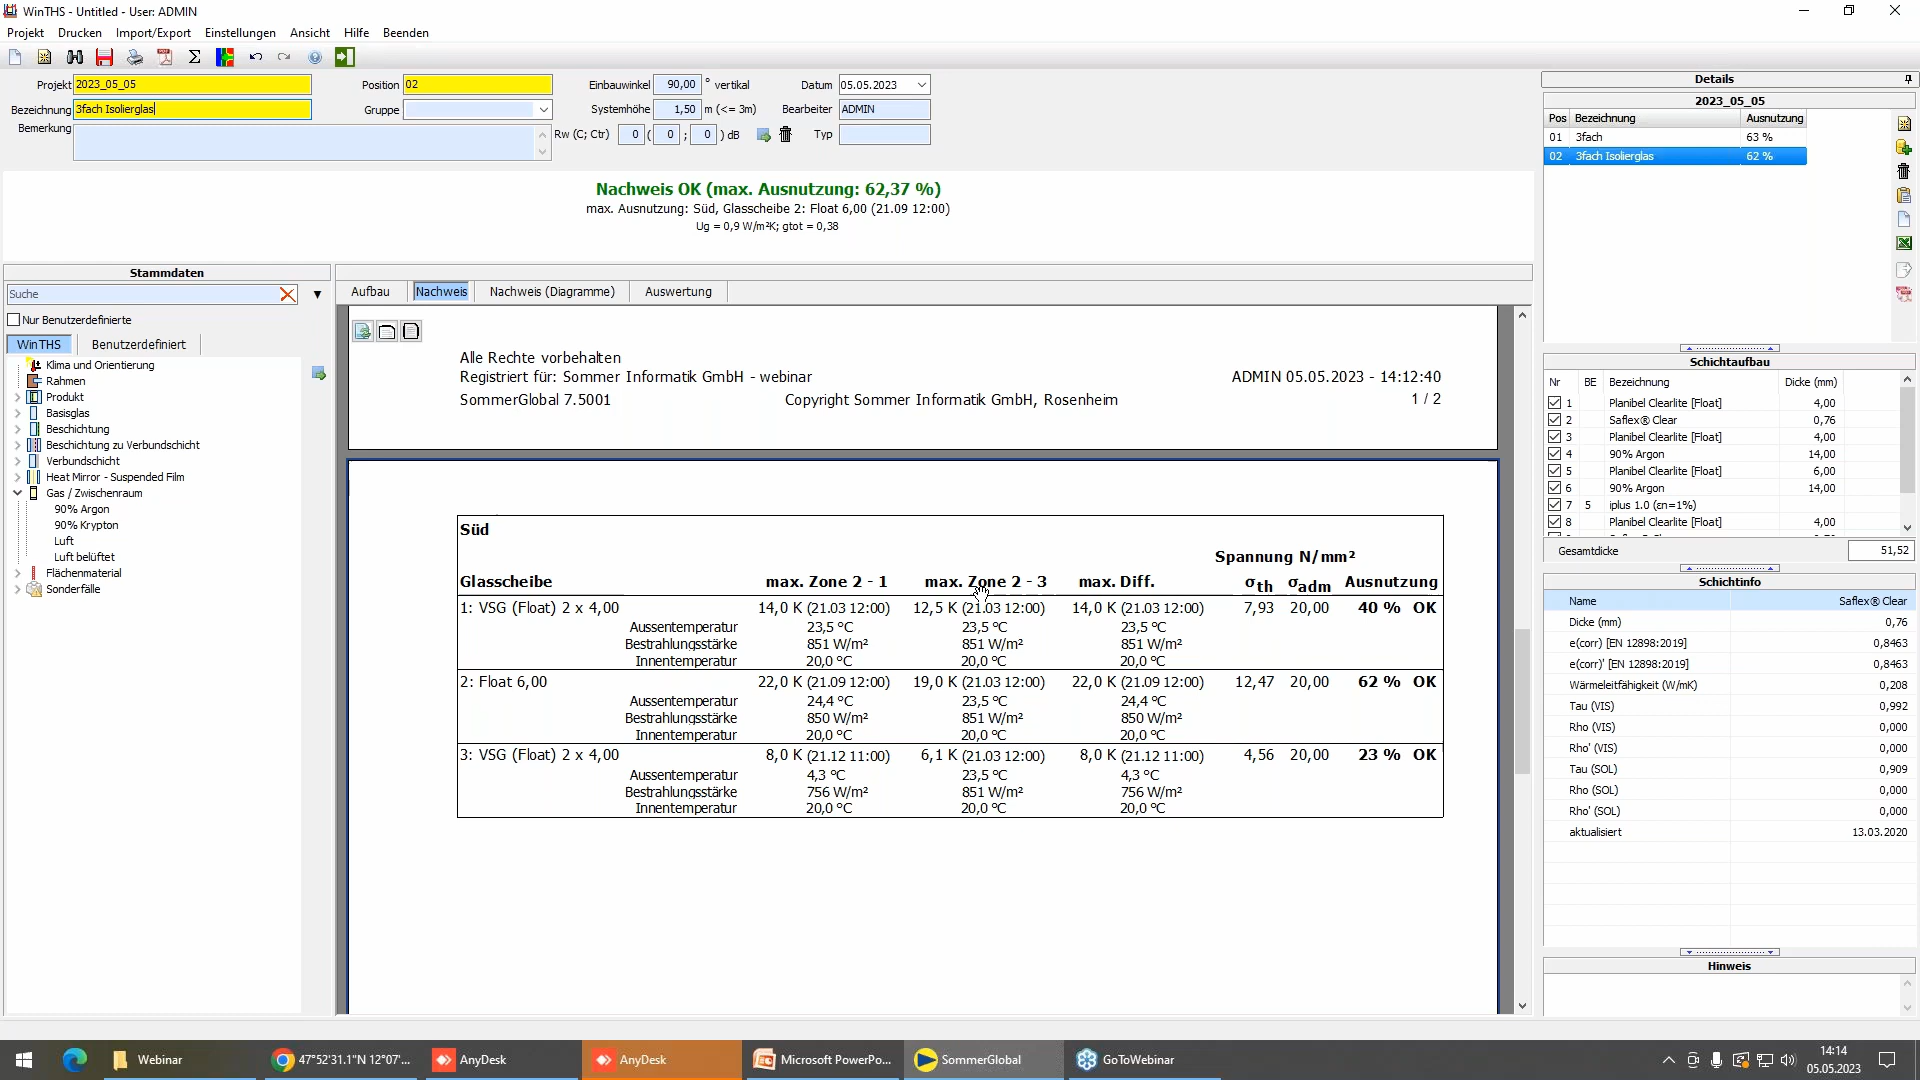 WinTHS - Untitled - User: ADMIN
Projekt Drucken Import/Export Einstellungen Ansicht Hilfe Beenden
Projekt 2023_05_05 Position 02 Einbauwinkel 90,00 ° vertikal Datum 05.05.2023
Bezeichnung 3fach Isolierglas Gruppe Systemhöhe 1,50 m (<= 3m) Bearbeiter ADMIN
Bemerkung Rw (C; Ctr) 0 ( 0 ; 0 ) dB Typ
Nachweis OK (max. Ausnutzung: 62,37 %)
max. Ausnutzung: Süd, Glasscheibe 2: Float 6,00 (21.09 12:00)
Ug = 0,9 W/m²K; gtot = 0,38
Stammdaten
Suche
Nur Benutzerdefinierte
WinTHS Benutzerdefiniert
Klima und Orientierung
Rahmen
Produkt
Basisglas
Beschichtung
Beschichtung zu Verbundschicht
Verbundschicht
Heat Mirror - Suspended Film
Gas / Zwischenraum
90% Argon
90% Krypton
Luft
Luft belüftet
Flächenmaterial
Sonderfälle
Aufbau Nachweis Nachweis (Diagramme) Auswertung
Alle Rechte vorbehalten
Registriert für: Sommer Informatik GmbH - webinar ADMIN 05.05.2023 - 14:12:40
SommerGlobal 7.5001 Copyright Sommer Informatik GmbH, Rosenheim 1 / 2
Süd
Spannung N/mm²
Glasscheibe max. Zone 2 - 1 max. Zone 2 - 3 max. Diff. σth σadm Ausnutzung
1: VSG (Float) 2 x 4,00 14,0 K (21.03 12:00) 12,5 K (21.03 12:00) 14,0 K (21.03 12:00) 7,93 20,00 40 % OK
Aussentemperatur 23,5 °C 23,5 °C 23,5 °C
Bestrahlungsstärke 851 W/m² 851 W/m² 851 W/m²
Innentemperatur 20,0 °C 20,0 °C 20,0 °C
2: Float 6,00 22,0 K (21.09 12:00) 19,0 K (21.03 12:00) 22,0 K (21.09 12:00) 12,47 20,00 62 % OK
Aussentemperatur 24,4 °C 23,5 °C 24,4 °C
Bestrahlungsstärke 850 W/m² 851 W/m² 850 W/m²
Innentemperatur 20,0 °C 20,0 °C 20,0 °C
3: VSG (Float) 2 x 4,00 8,0 K (21.12 11:00) 6,1 K (21.03 12:00) 8,0 K (21.12 11:00) 4,56 20,00 23 % OK
Aussentemperatur 4,3 °C 23,5 °C 4,3 °C
Bestrahlungsstärke 756 W/m² 851 W/m² 756 W/m²
Innentemperatur 20,0 °C 20,0 °C 20,0 °C
Details
2023_05_05
Pos Bezeichnung Ausnutzung
01 3fach 63 %
02 3fach Isolierglas 62 %
Schichtaufbau
Nr BE Bezeichnung Dicke (mm)
1 Planibel Clearlite [Float] 4,00
2 Saflex® Clear 0,76
3 Planibel Clearlite [Float] 4,00
4 90% Argon 14,00
5 Planibel Clearlite [Float] 6,00
6 90% Argon 14,00
7 5 iplus 1.0 (εn=1%)
8 Planibel Clearlite [Float] 4,00
Gesamtdicke 51,52
Schichtinfo
Name Saflex® Clear
Dicke (mm) 0,76
e(corr) [EN 12898:2019] 0,8463
e(corr)' [EN 12898:2019] 0,8463
Wärmeleitfähigkeit (W/mK) 0,208
Tau (VIS) 0,992
Rho (VIS) 0,000
Rho' (VIS) 0,000
Tau (SOL) 0,909
Rho (SOL) 0,000
Rho' (SOL) 0,000
aktualisiert 13.03.2020
Hinweis
Webinar 47°52'31.1"N 12°07'... AnyDesk AnyDesk Microsoft PowerPo... SommerGlobal GoToWebinar
14:14
05.05.2023